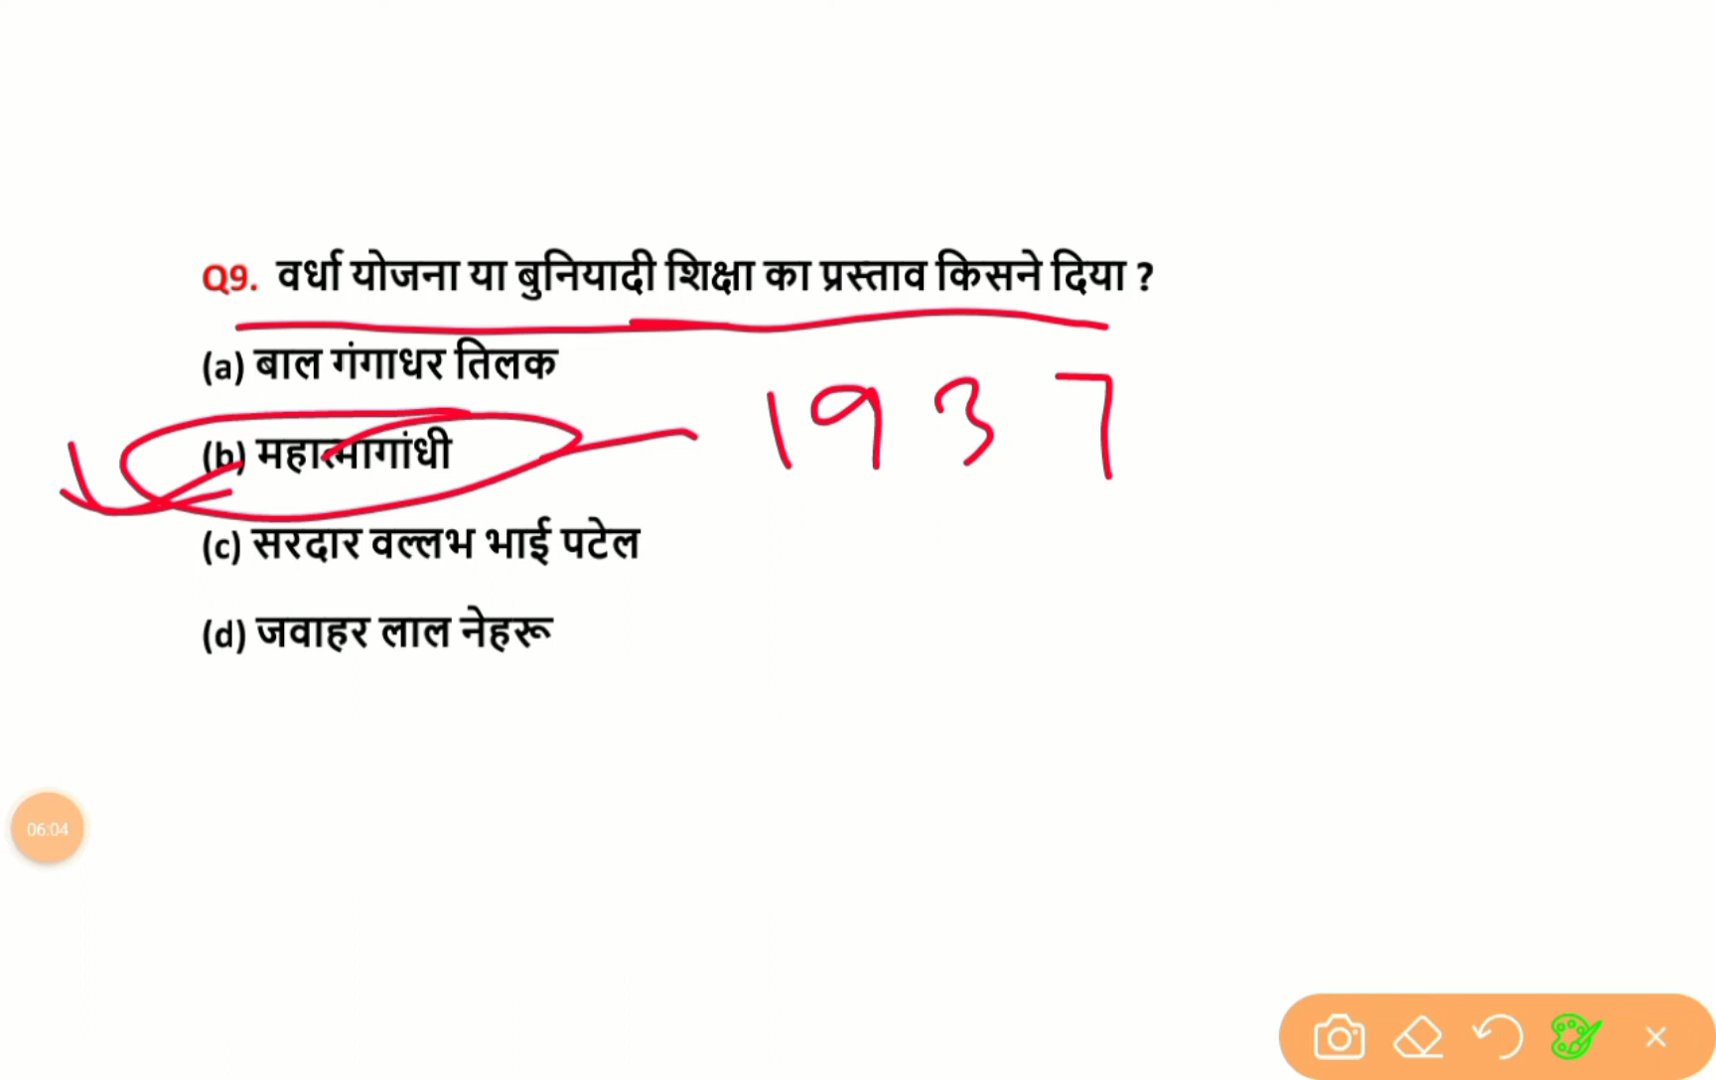 Q9. वर्धा योजना या बुनियादी शिक्षा का प्रस्ताव किसने दिया ?
(a) बाल गंगाधर तिलक
(b) महात्मागांधी
1937
(c) सरदार वल्लभ भाई पटेल
(d) जवाहर लाल नेहरू
06:04